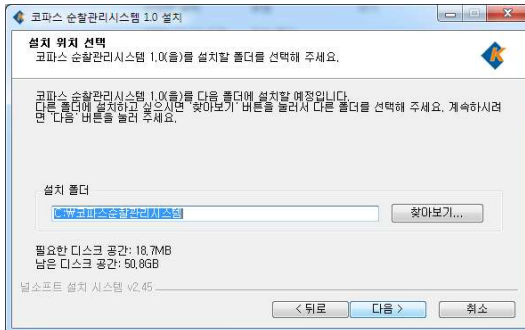 코파스 순찰관리시스템 1.0 설치
설치 위치 선택
코파스 순찰관리시스템 1.0(을)를 설치할 폴더를 선택해 주세요.
코파스 순찰관리시스템 1.0(을)를 다음 폴더에 설치할 예정입니다.
다른 폴더에 설치하고 싶으시면 '찾아보기' 버튼을 눌러서 다른 폴더를 선택해 주세요. 계속하시려
면 '다음' 버튼을 눌러 주세요.
설치 폴더
C:₩코파스순찰관리시스템
찾아보기...
필요한 디스크 공간: 18.7MB
남은 디스크 공간: 50.8GB
널소프트 설치 시스템 v2.45
< 뒤로
다음 >
취소